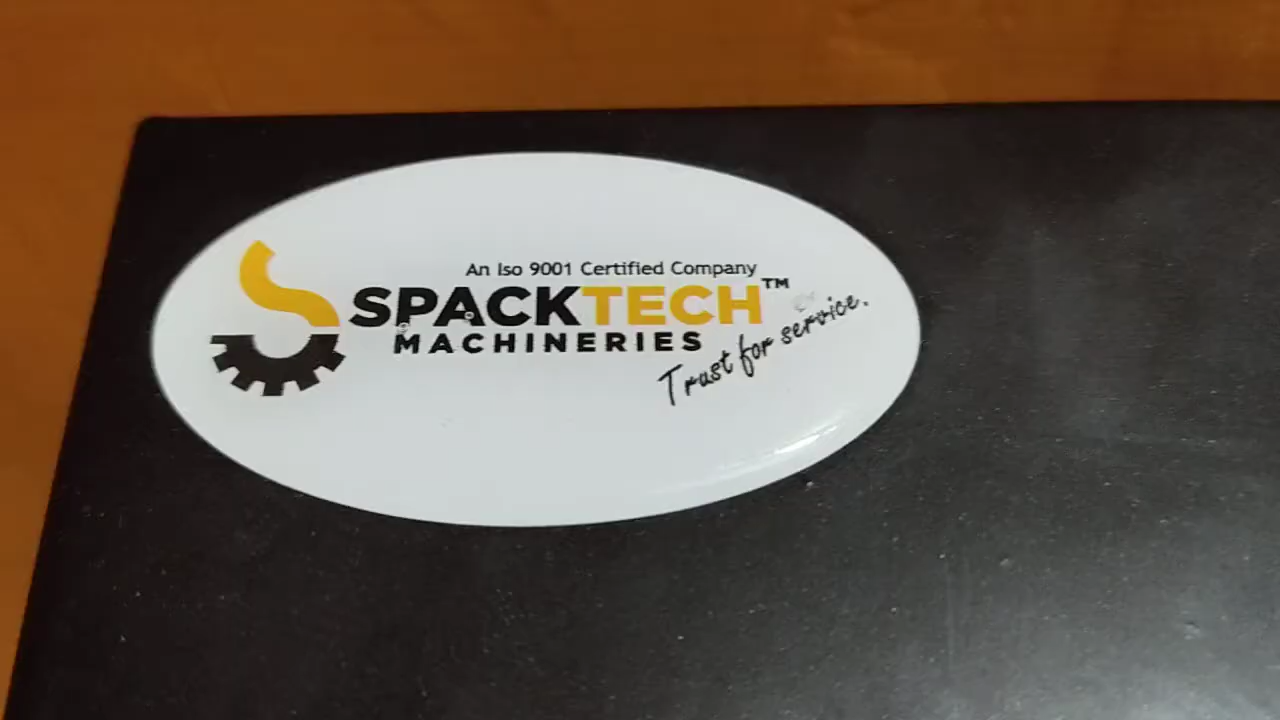 An Iso 9001 Certified Company
SPACKTECH™
MACHINERIES
Trust for service.